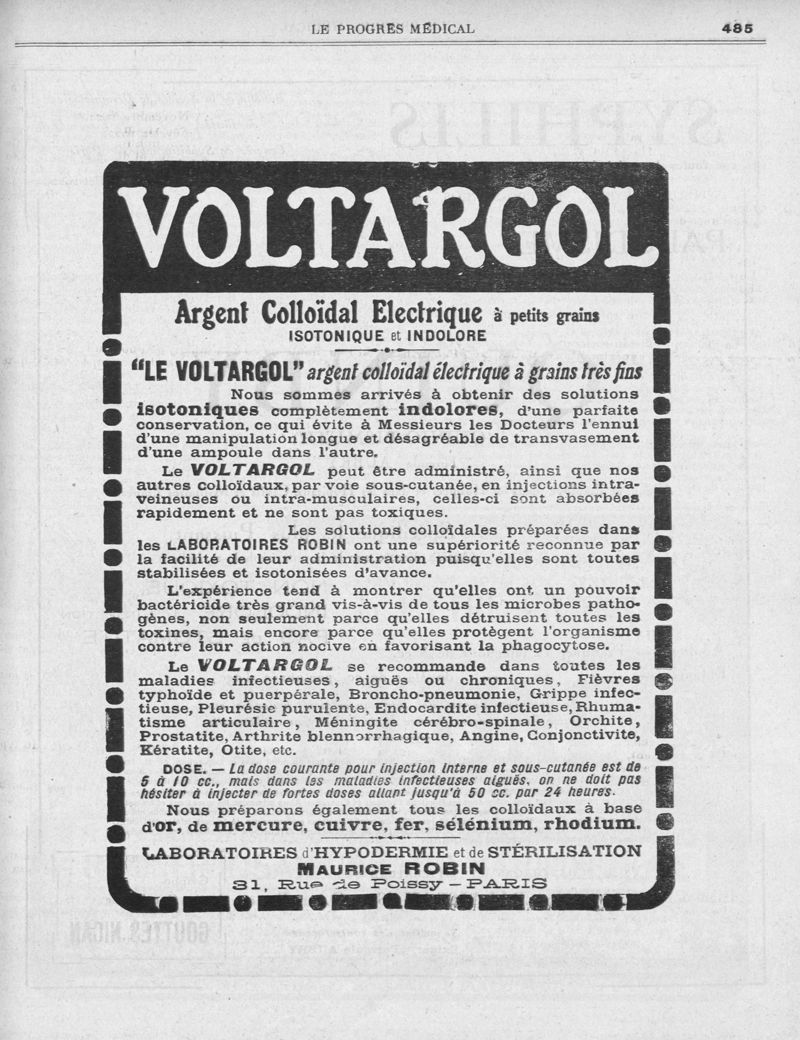 LE PROGRÈS MÉDICAL
485
VOLTARGOL
Argent Colloïdal Electrique à petits grains
ISOTONIQUE et INDOLORE
"LE VOLTARGOL" argent colloïdal électrique à grains très fins
Nous sommes arrivés à obtenir des solutions
isotoniques complètement indolores, d'une parfaite
conservation, ce qui évite à Messieurs les Docteurs l'ennui
d'une manipulation longue et désagréable de transvasement
d'une ampoule dans l'autre.
Le VOLTARGOL peut être administré, ainsi que nos
autres colloïdaux, par voie sous-cutanée, en injections intra-
veineuses ou intra-musculaires, celles-ci sont absorbées
rapidement et ne sont pas toxiques.
Les solutions colloïdales préparées dans
les LABORATOIRES ROBIN ont une supériorité reconnue par
la facilité de leur administration puisqu'elles sont toutes
stabilisées et isotonisées d'avance.
L'expérience tend à montrer qu'elles ont un pouvoir
bactéricide très grand vis-à-vis de tous les microbes patho-
gènes, non seulement parce qu'elles détruisent toutes les
toxines, mais encore parce qu'elles protègent l'organisme
contre leur action nocive en favorisant la phagocytose.
Le VOLTARGOL se recommande dans toutes les
maladies infectieuses, aiguës ou chroniques, Fièvres
typhoïde et puerpérale, Broncho-pneumonie, Grippe infec-
tieuse, Pleurésie purulente, Endocardite infectieuse, Rhuma-
tisme articulaire, Méningite cérébro-spinale, Orchite,
Prostatite, Arthrite blennorrhagique, Angine, Conjonctivite,
Kératite, Otite, etc.
DOSE. — La dose courante pour injection interne et sous-cutanée est de
5 à 10 cc., mais dans les maladies infectieuses aiguës, on ne doit pas
hésiter à injecter de fortes doses allant jusqu'à 50 cc. par 24 heures.
Nous préparons également tous les colloïdaux à base
d'or, de mercure, cuivre, fer, sélénium, rhodium.
LABORATOIRES d'HYPODERMIE et de STÉRILISATION
MAURICE ROBIN
31, Rue de Poissy — PARIS